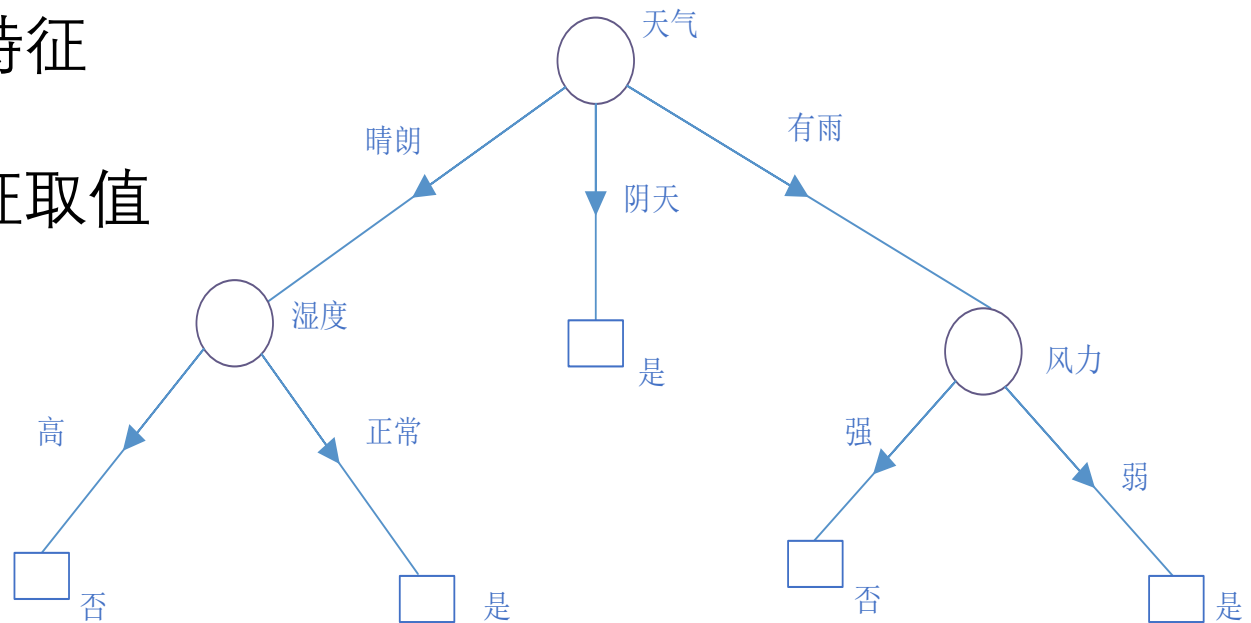 特征
天气
晴朗
有雨
征取值
阴天
湿度
是
风力
高
正常
强
弱
否
是
否
是